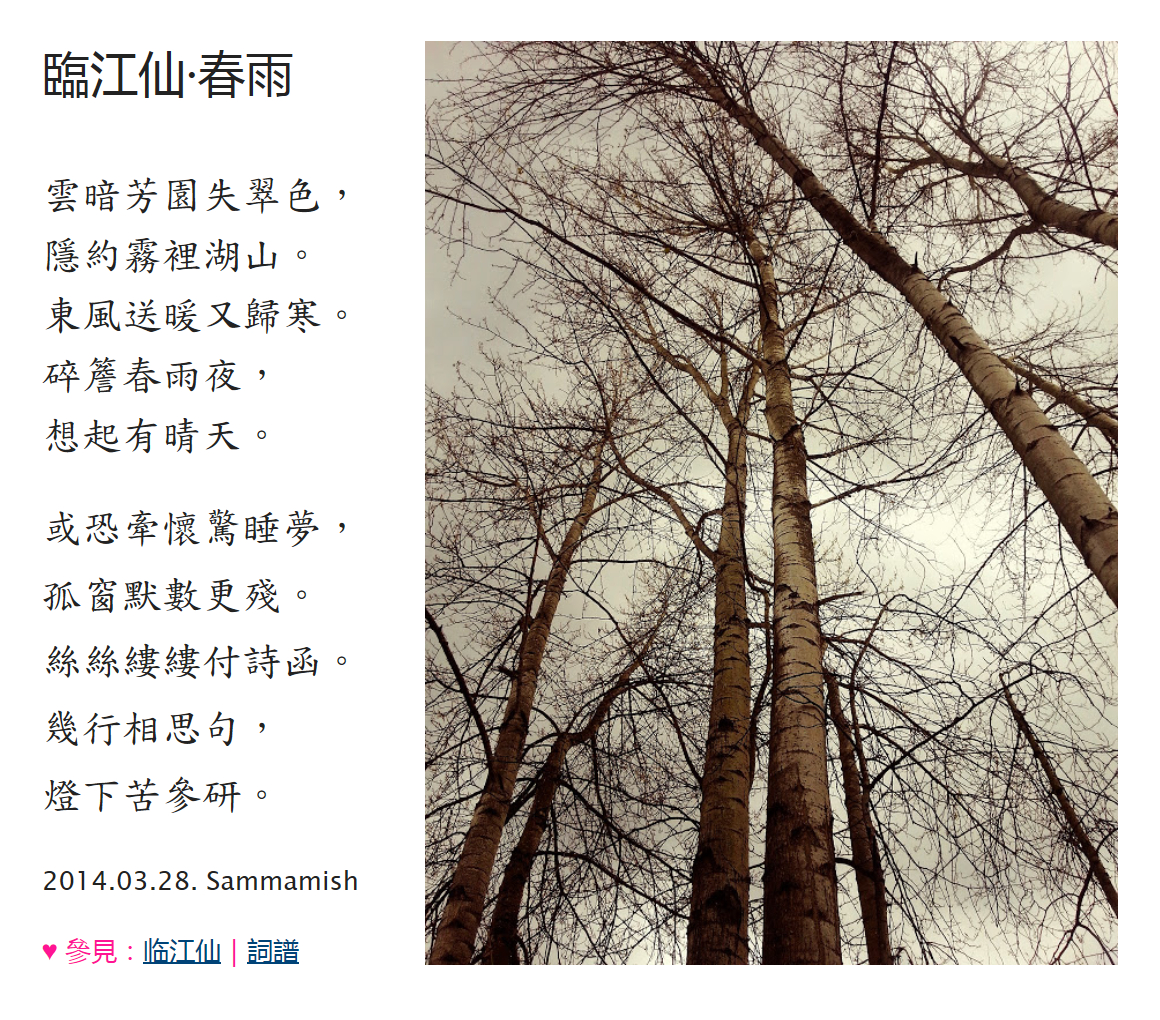 臨江仙·春雨
雲暗芳園失翠色，
隱約霧裡湖山。
東風送暖又歸寒。
碎簷春雨夜，
想起有晴天。
或恐牽懷驚睡夢，
孤窗默數更殘。
絲絲縷縷付詩函。
幾行相思句，
燈下苦參研。
2014.03.28. Sammamish
♥ 參見：临江仙 | 詞譜